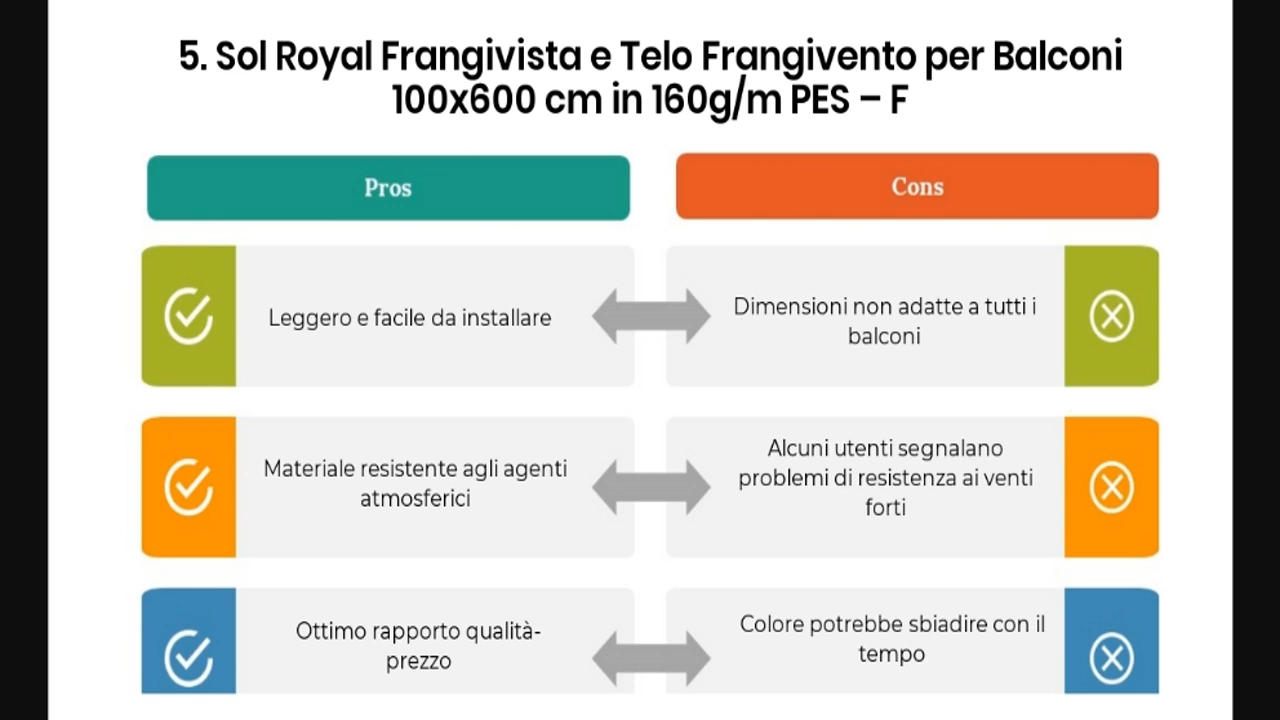 5. Sol Royal Frangivista e Telo Frangivento per Balconi
100x600 cm in 160g/m PES – F
Pros
Cons
Leggero e facile da installare
Dimensioni non adatte a tutti i
balconi
Materiale resistente agli agenti
atmosferici
Alcuni utenti segnalano
problemi di resistenza ai venti
forti
Ottimo rapporto qualità-
prezzo
Colore potrebbe sbiadire con il
tempo